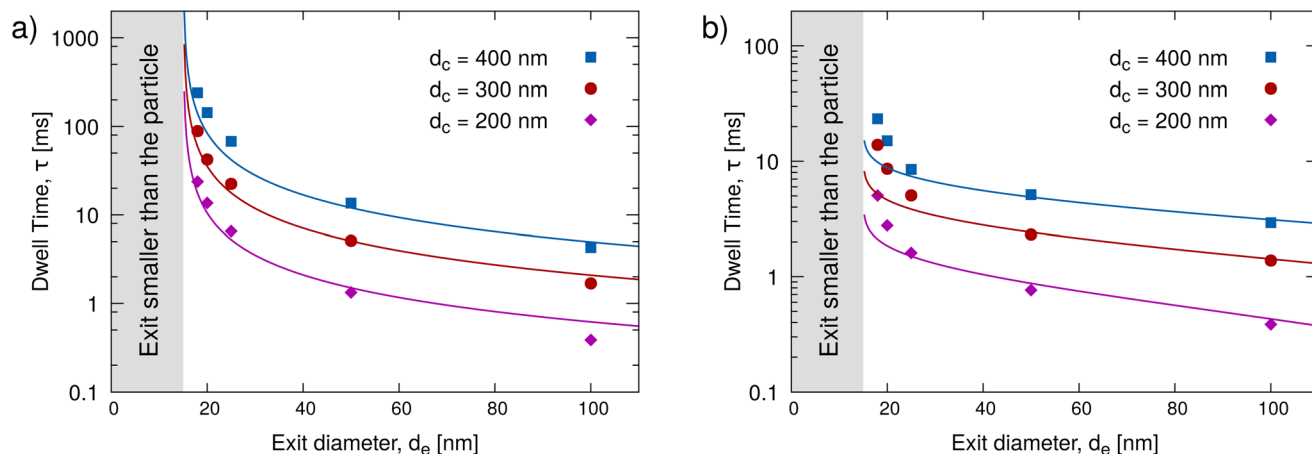 a)
1000
100
10
1
0.1
Dwell Time, τ [ms]
Exit smaller than the particle
d_c = 400 nm
d_c = 300 nm
d_c = 200 nm
0 20 40 60 80 100
Exit diameter, d_e [nm]
b)
100
10
1
0.1
Dwell Time, τ [ms]
Exit smaller than the particle
d_c = 400 nm
d_c = 300 nm
d_c = 200 nm
0 20 40 60 80 100
Exit diameter, d_e [nm]